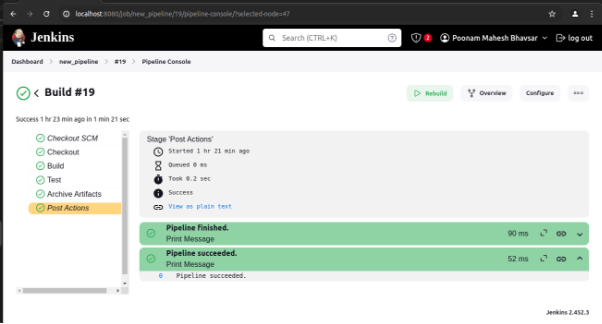 localhost:8080/job/new_pipeline/19/pipeline-console/?selected-node=47
Jenkins
Search (CTRL+K)
?
2
Poonam Mahesh Bhavsar
log out
Dashboard > new_pipeline > #19 > Pipeline Console
Build #19
Rebuild
Overview
Configure
Success 1 hr 23 min ago in 1 min 21 sec
Checkout SCM
Checkout
Build
Test
Archive Artifacts
Post Actions
Stage 'Post Actions'
Started 1 hr 21 min ago
Queued 0 ms
Took 0.2 sec
Success
View as plain text
Pipeline finished.
Print Message
90 ms
Pipeline succeeded.
Print Message
52 ms
0 Pipeline succeeded.
Jenkins 2.452.3